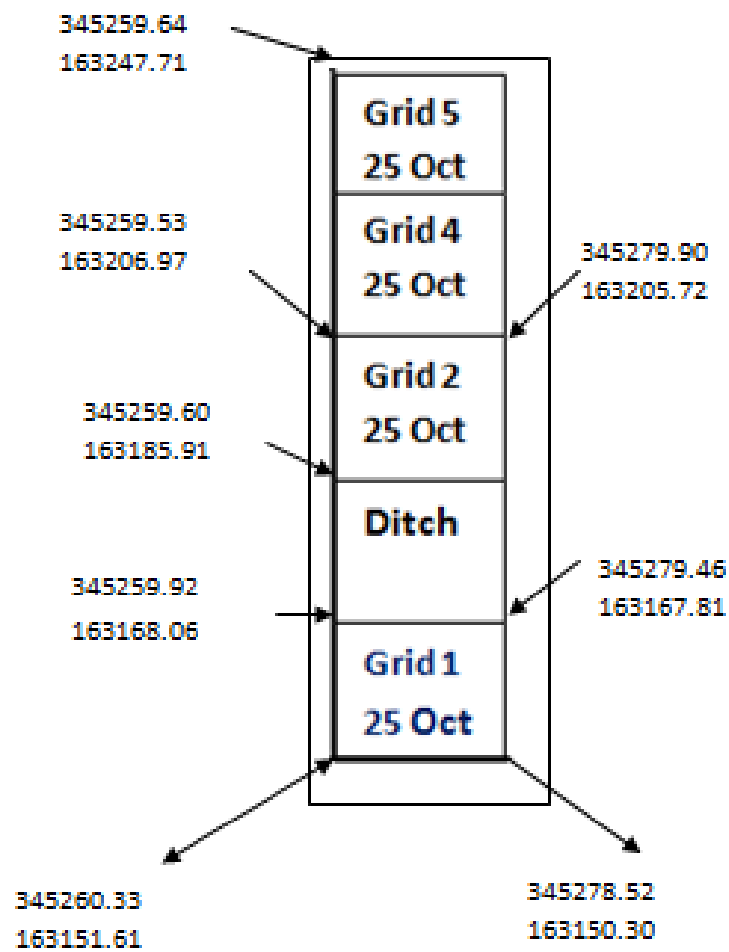 345259.64
163247.71
Grid 5
25 Oct
345259.53
163206.97
Grid 4
25 Oct
345279.90
163205.72
Grid 2
25 Oct
345259.60
163185.91
Ditch
345259.92
163168.06
345279.46
163167.81
Grid 1
25 Oct
345260.33
163151.61
345278.52
163150.30